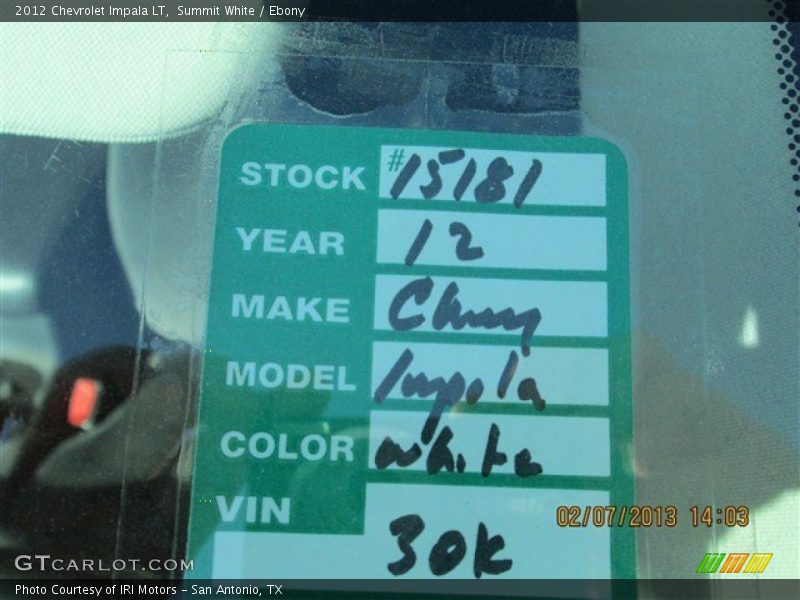 2012 Chevrolet Impala LT, Summit White / Ebony
STOCK #15181
YEAR 12
MAKE Chevy
MODEL Impala
COLOR white
VIN
30K
02/07/2013 14:03
GTCARLOT.COM
Photo Courtesy of IRI Motors – San Antonio, TX